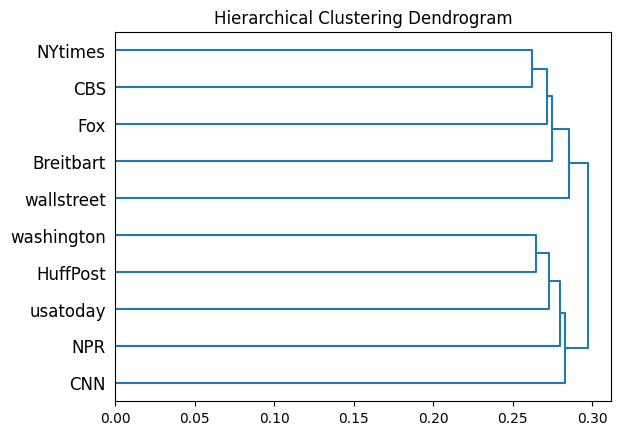 Hierarchical Clustering Dendrogram
NYtimes
CBS
Fox
Breitbart
wallstreet
washington
HuffPost
usatoday
NPR
CNN
0.00 0.05 0.10 0.15 0.20 0.25 0.30